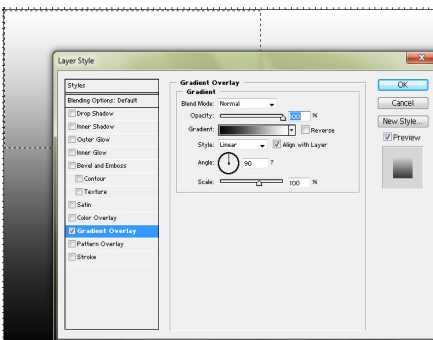 Layer Style
Styles
Blending Options: Default
Drop Shadow
Inner Shadow
Outer Glow
Inner Glow
Bevel and Emboss
Contour
Texture
Satin
Color Overlay
Gradient Overlay
Pattern Overlay
Stroke
Gradient Overlay
Gradient
Blend Mode: Normal
Opacity: 100 %
Gradient: Reverse
Style: Linear Align with Layer
Angle: 90 °
Scale: 100 %
OK
Cancel
New Style...
Preview